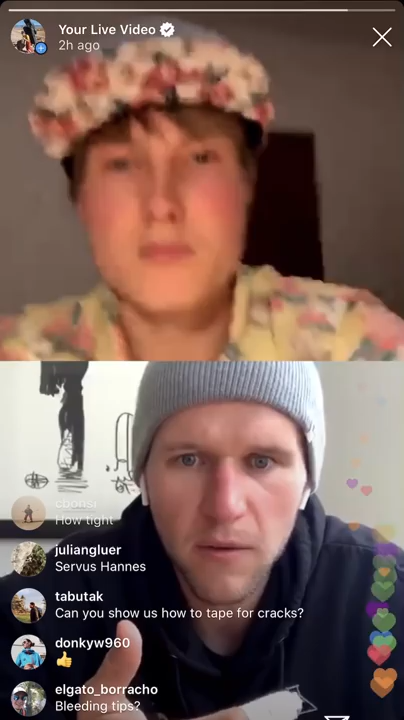 Your Live Video
2h ago
cbonsi
How tight
juliangluer
Servus Hannes
tabutak
Can you show us how to tape for cracks?
donkyw960
👍
elgato_borracho
Bleeding tips?